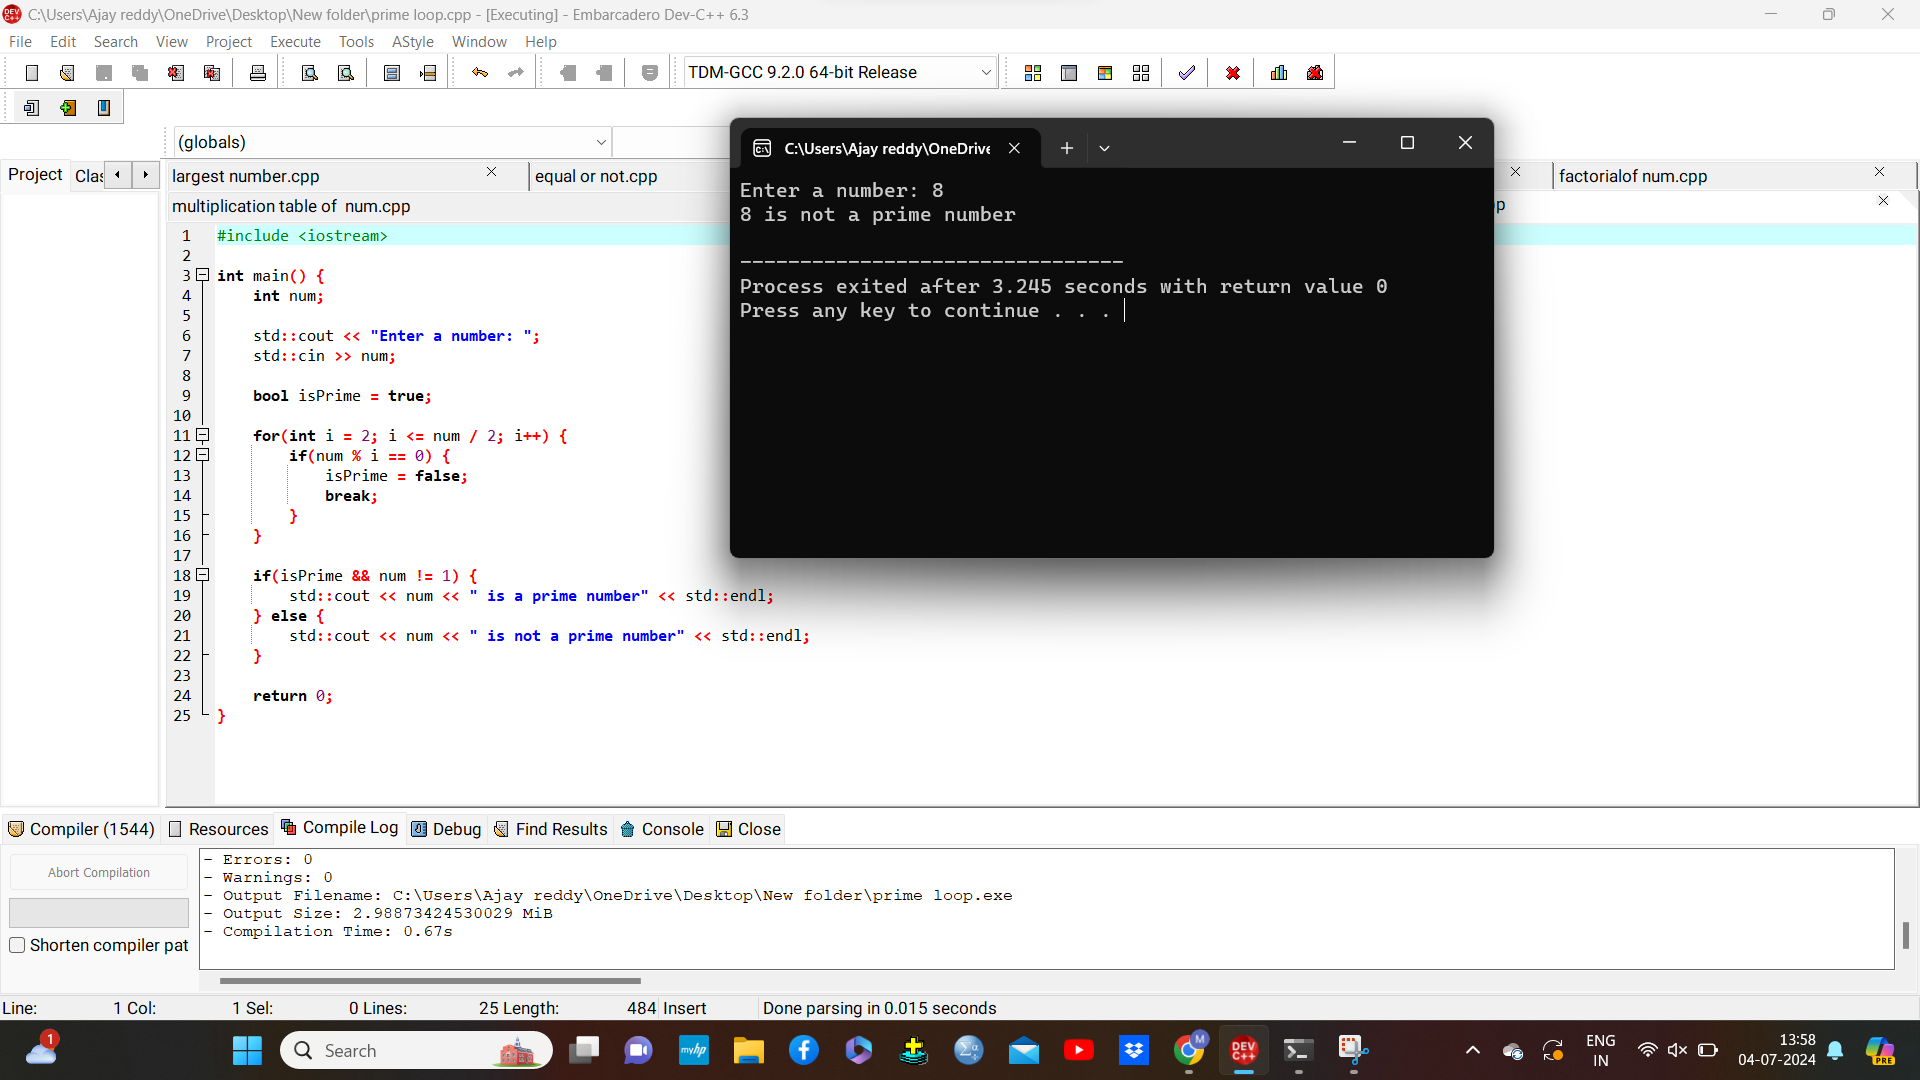 C:\Users\Ajay reddy\OneDrive\Desktop\New folder\prime loop.cpp - [Executing] - Embarcadero Dev-C++ 6.3
File Edit Search View Project Execute Tools AStyle Window Help
TDM-GCC 9.2.0 64-bit Release
(globals)
Project Clas
largest number.cpp equal or not.cpp factorialof num.cpp
multiplication table of num.cpp
1 #include <iostream>
2
3 int main() {
4 int num;
5
6 std::cout << "Enter a number: ";
7 std::cin >> num;
8
9 bool isPrime = true;
10
11 for(int i = 2; i <= num / 2; i++) {
12 if(num % i == 0) {
13 isPrime = false;
14 break;
15 }
16 }
17
18 if(isPrime && num != 1) {
19 std::cout << num << " is a prime number" << std::endl;
20 } else {
21 std::cout << num << " is not a prime number" << std::endl;
22 }
23
24 return 0;
25 }
C:\Users\Ajay reddy\OneDrive
Enter a number: 8
8 is not a prime number
--------------------------------
Process exited after 3.245 seconds with return value 0
Press any key to continue . . .
Compiler (1544) Resources Compile Log Debug Find Results Console Close
Abort Compilation
Shorten compiler pat
- Errors: 0
- Warnings: 0
- Output Filename: C:\Users\Ajay reddy\OneDrive\Desktop\New folder\prime loop.exe
- Output Size: 2.98873424530029 MiB
- Compilation Time: 0.67s
Line: 1 Col: 1 Sel: 0 Lines: 25 Length: 484 Insert Done parsing in 0.015 seconds
1
Search
myhp
M
DEV C++
ENG
IN
13:58
04-07-2024
PRE